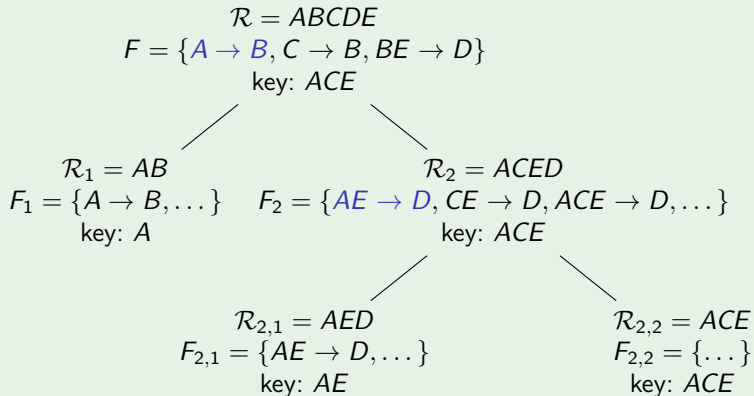 ℛ = ABCDE
F = {A → B, C → B, BE → D}
key: ACE
ℛ₁ = AB
F₁ = {A → B, . . . }
key: A
ℛ₂ = ACED
F₂ = {AE → D, CE → D, ACE → D, . . . }
key: ACE
ℛ₂,₁ = AED
F₂,₁ = {AE → D, . . . }
key: AE
ℛ₂,₂ = ACE
F₂,₂ = {. . . }
key: ACE